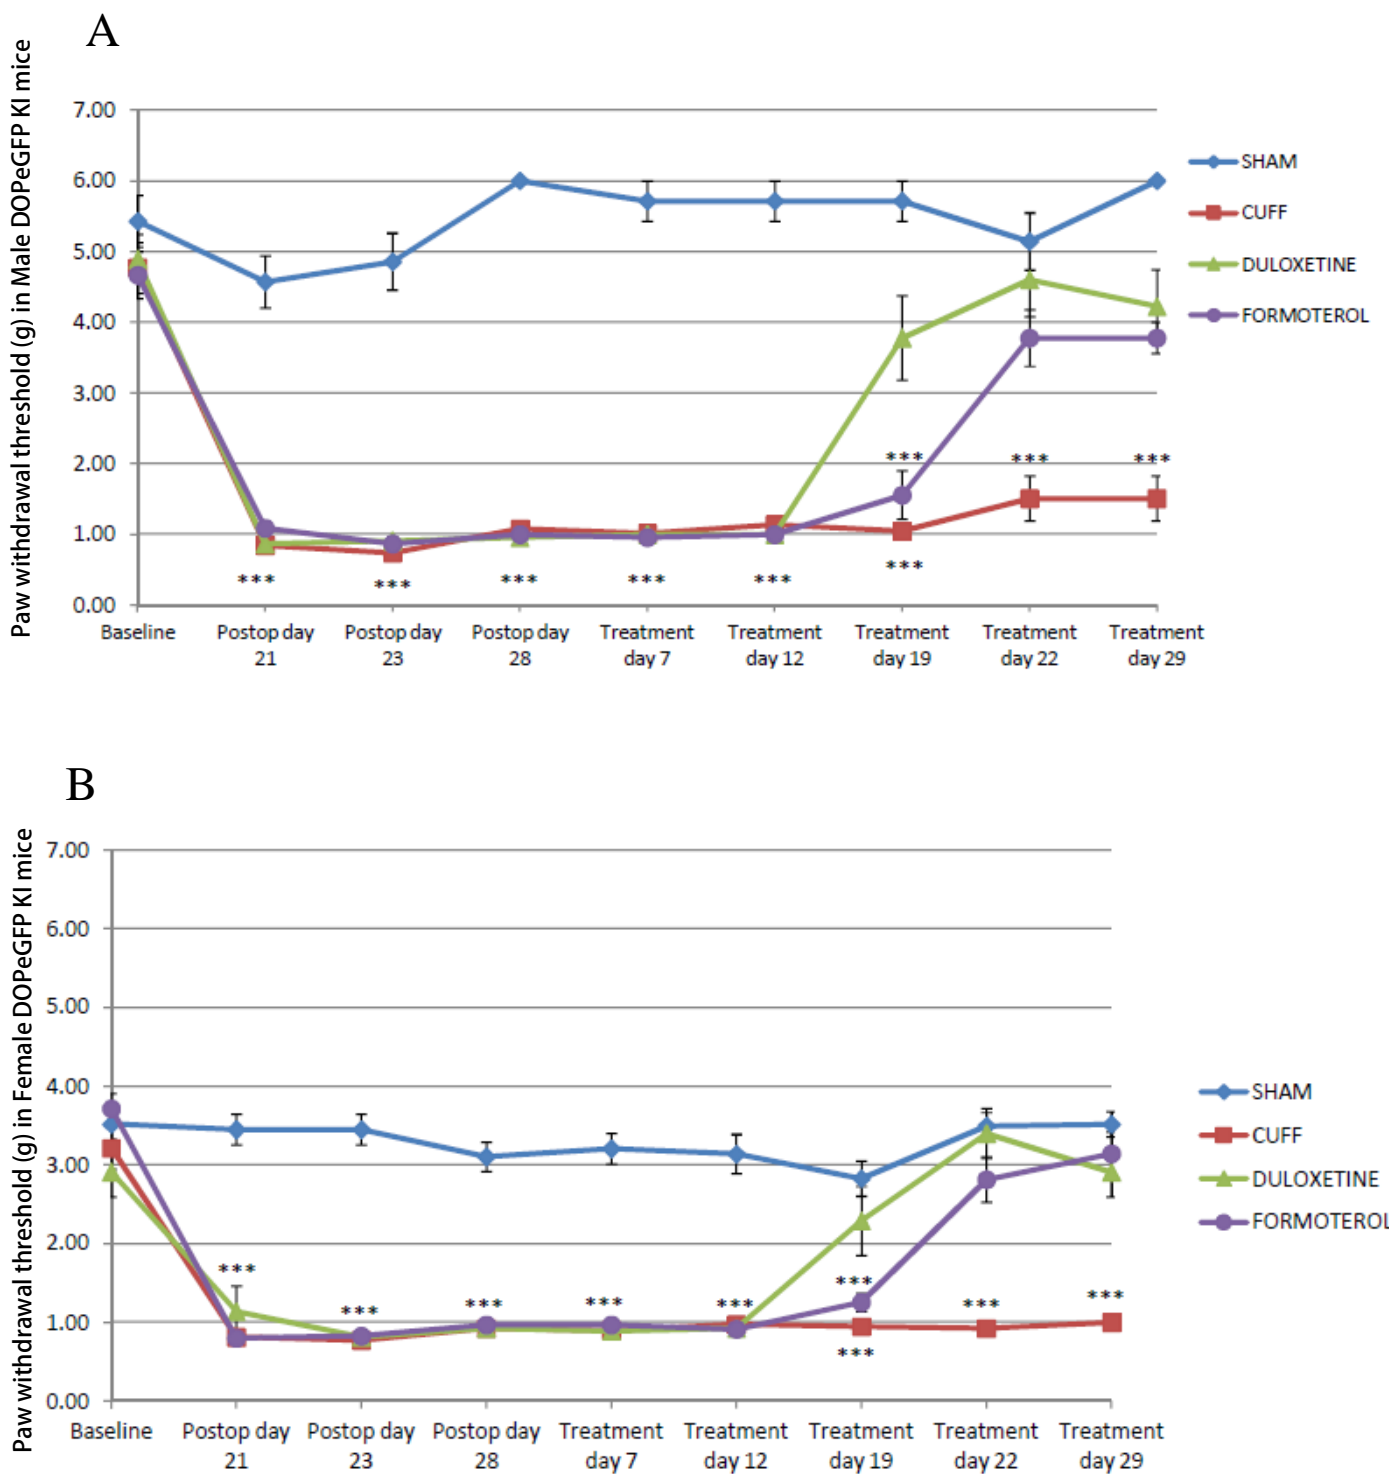 A
Paw withdrawal threshold (g) in Male DOPeGFP KI mice
7.00
6.00
5.00
4.00
3.00
2.00
1.00
0.00
*** *** ***
***
*** *** *** *** ***
***
Baseline
Postop day
21
Postop day
23
Postop day
28
Treatment
day 7
Treatment
day 12
Treatment
day 19
Treatment
day 22
Treatment
day 29
SHAM
CUFF
DULOXETINE
FORMOTEROL
B
Paw withdrawal threshold (g) in Female DOPeGFP KI mice
7.00
6.00
5.00
4.00
3.00
2.00
1.00
0.00
*** *** *** *** *** *** *** ***
***
Baseline
Postop day
21
Postop day
23
Postop day
28
Treatment
day 7
Treatment
day 12
Treatment
day 19
Treatment
day 22
Treatment
day 29
SHAM
CUFF
DULOXETINE
FORMOTEROL